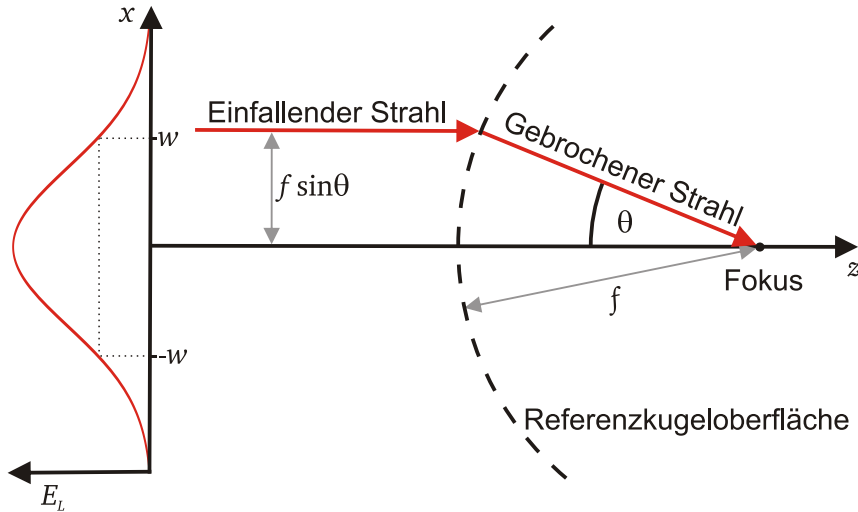 x
Einfallender Strahl
Gebrochener Strahl
w
f sinθ
θ
z
Fokus
f
-w
Referenzkugeloberfläche
E_L